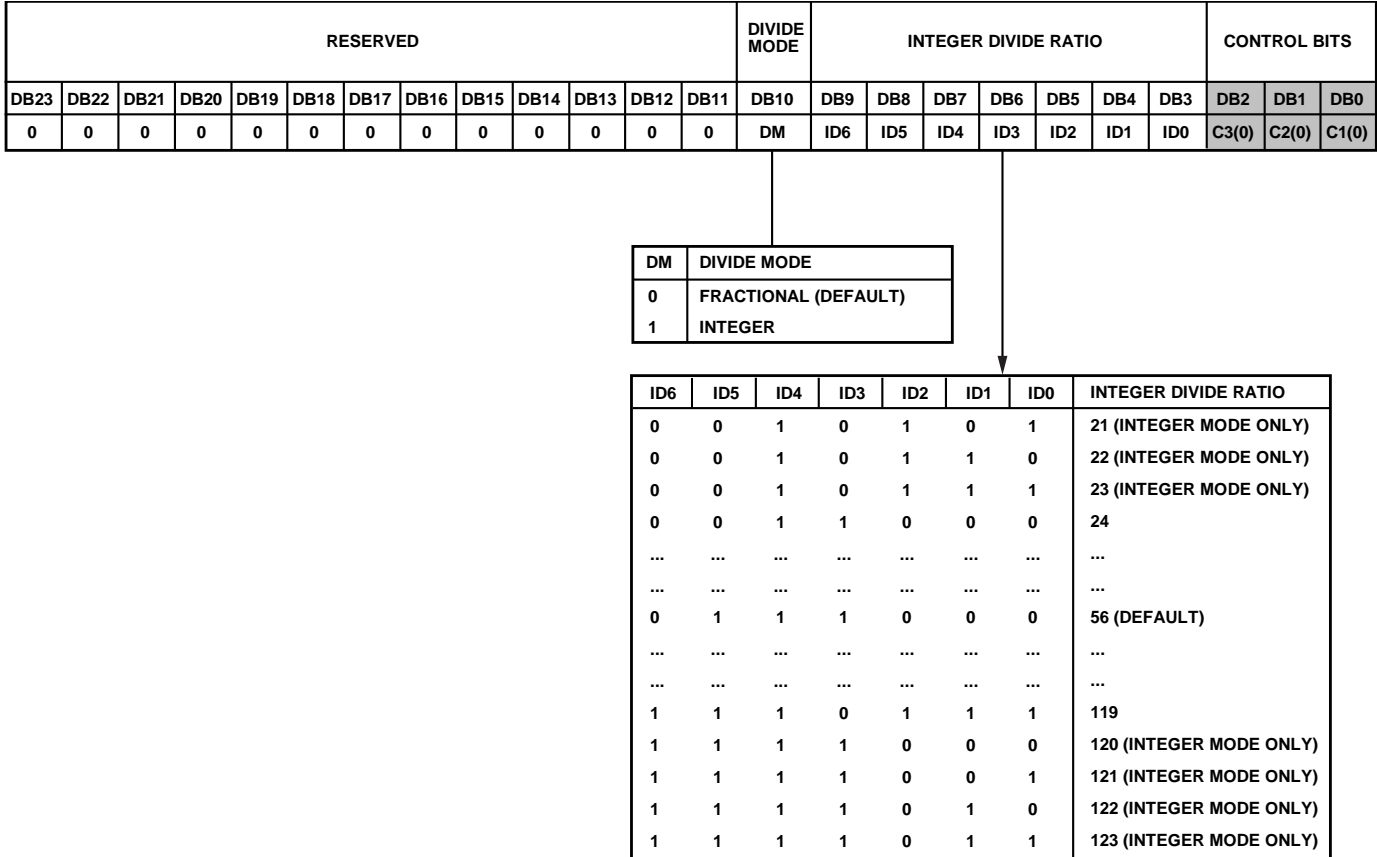 RESERVED DIVIDE MODE INTEGER DIVIDE RATIO CONTROL BITS
DB23 DB22 DB21 DB20 DB19 DB18 DB17 DB16 DB15 DB14 DB13 DB12 DB11 DB10 DB9 DB8 DB7 DB6 DB5 DB4 DB3 DB2 DB1 DB0
0 0 0 0 0 0 0 0 0 0 0 0 0 DM ID6 ID5 ID4 ID3 ID2 ID1 ID0 C3(0) C2(0) C1(0)
DM DIVIDE MODE
0 FRACTIONAL (DEFAULT)
1 INTEGER
ID6 ID5 ID4 ID3 ID2 ID1 ID0 INTEGER DIVIDE RATIO
0 0 1 0 1 0 1 21 (INTEGER MODE ONLY)
0 0 1 0 1 1 0 22 (INTEGER MODE ONLY)
0 0 1 0 1 1 1 23 (INTEGER MODE ONLY)
0 0 1 1 0 0 0 24
... ... ... ... ... ... ... ...
... ... ... ... ... ... ... ...
0 1 1 1 0 0 0 56 (DEFAULT)
... ... ... ... ... ... ... ...
... ... ... ... ... ... ... ...
1 1 1 0 1 1 1 119
1 1 1 1 0 0 0 120 (INTEGER MODE ONLY)
1 1 1 1 0 0 1 121 (INTEGER MODE ONLY)
1 1 1 1 0 1 0 122 (INTEGER MODE ONLY)
1 1 1 1 0 1 1 123 (INTEGER MODE ONLY)